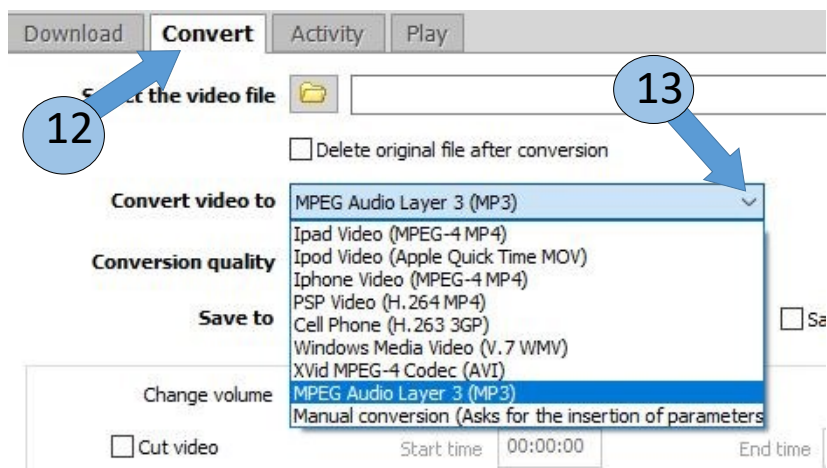 Download Convert Activity Play
the video file
13
12
Delete original file after conversion
Convert video to MPEG Audio Layer 3 (MP3)
Ipad Video (MPEG-4 MP4)
Ipod Video (Apple Quick Time MOV)
Conversion quality
Iphone Video (MPEG-4 MP4)
PSP Video (H.264 MP4)
Save to
Cell Phone (H.263 3GP)
Windows Media Video (V.7 WMV)
XVid MPEG-4 Codec (AVI)
Change volume
MPEG Audio Layer 3 (MP3)
Manual conversion (Asks for the insertion of parameters
Cut video Start time 00:00:00 End time